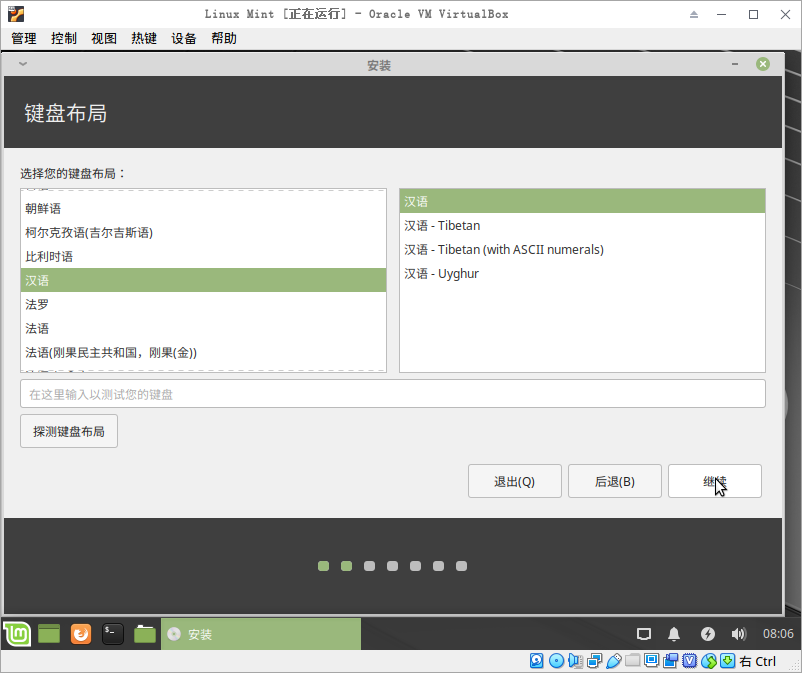 Linux Mint [正在运行] - Oracle VM VirtualBox
管理 控制 视图 热键 设备 帮助
安装
键盘布局
选择您的键盘布局：
朝鲜语
柯尔克孜语(吉尔吉斯语)
比利时语
汉语
法罗
法语
法语(刚果民主共和国，刚果(金))
汉语
汉语 - Tibetan
汉语 - Tibetan (with ASCII numerals)
汉语 - Uyghur
在这里输入以测试您的键盘
探测键盘布局
退出(Q) 后退(B) 继续
安装 08:06
右 Ctrl